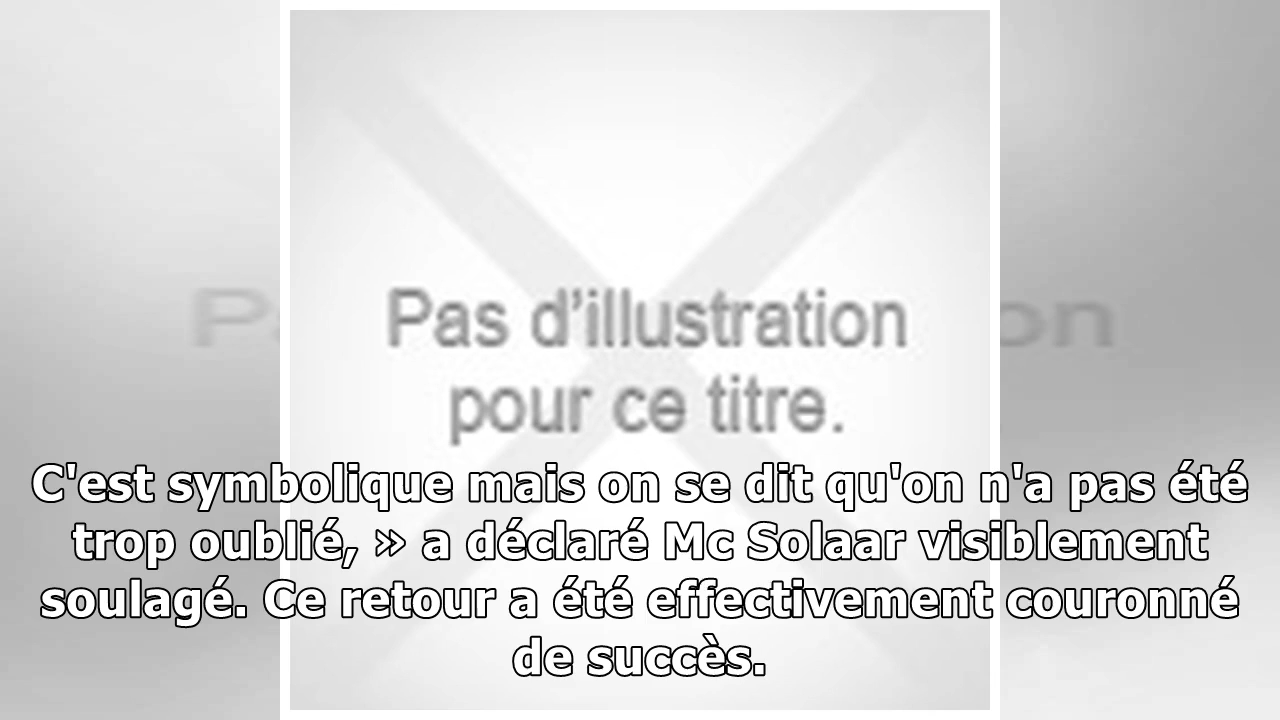 Pas d’illustration
pour ce titre.
C'est symbolique mais on se dit qu'on n'a pas été
trop oublié, » a déclaré Mc Solaar visiblement
soulagé. Ce retour a été effectivement couronné
de succès.